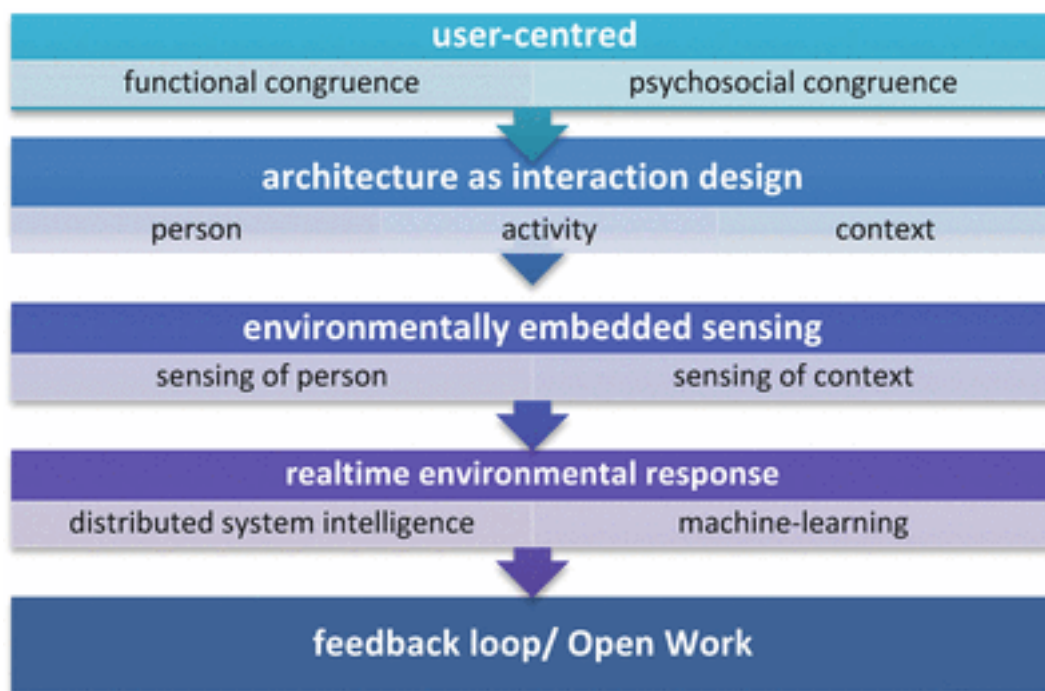 user-centred
functional congruence psychosocial congruence
architecture as interaction design
person activity context
environmentally embedded sensing
sensing of person sensing of context
realtime environmental response
distributed system intelligence machine-learning
feedback loop/ Open Work